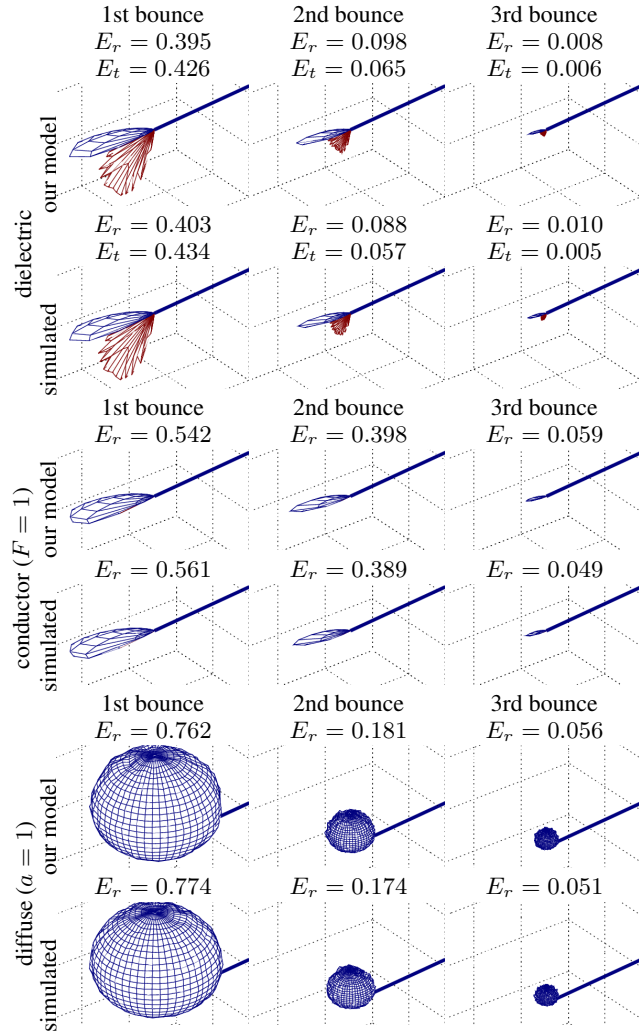 1st bounce 2nd bounce 3rd bounce
E_r = 0.395 E_r = 0.098 E_r = 0.008
E_t = 0.426 E_t = 0.065 E_t = 0.006
our model
E_r = 0.403 E_r = 0.088 E_r = 0.010
E_t = 0.434 E_t = 0.057 E_t = 0.005
dielectric
simulated
1st bounce 2nd bounce 3rd bounce
E_r = 0.542 E_r = 0.398 E_r = 0.059
our model
conductor (F = 1)
E_r = 0.561 E_r = 0.389 E_r = 0.049
simulated
1st bounce 2nd bounce 3rd bounce
E_r = 0.762 E_r = 0.181 E_r = 0.056
our model
diffuse (a = 1)
E_r = 0.774 E_r = 0.174 E_r = 0.051
simulated